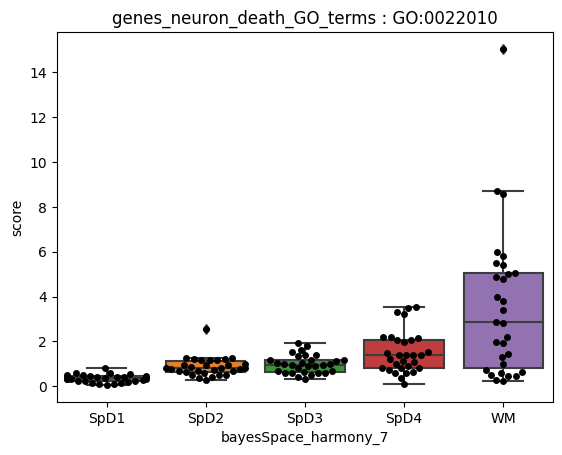 genes_neuron_death_GO_terms : GO:0022010
14
12
10
8
6
4
2
0
score
SpD1 SpD2 SpD3 SpD4 WM
bayesSpace_harmony_7